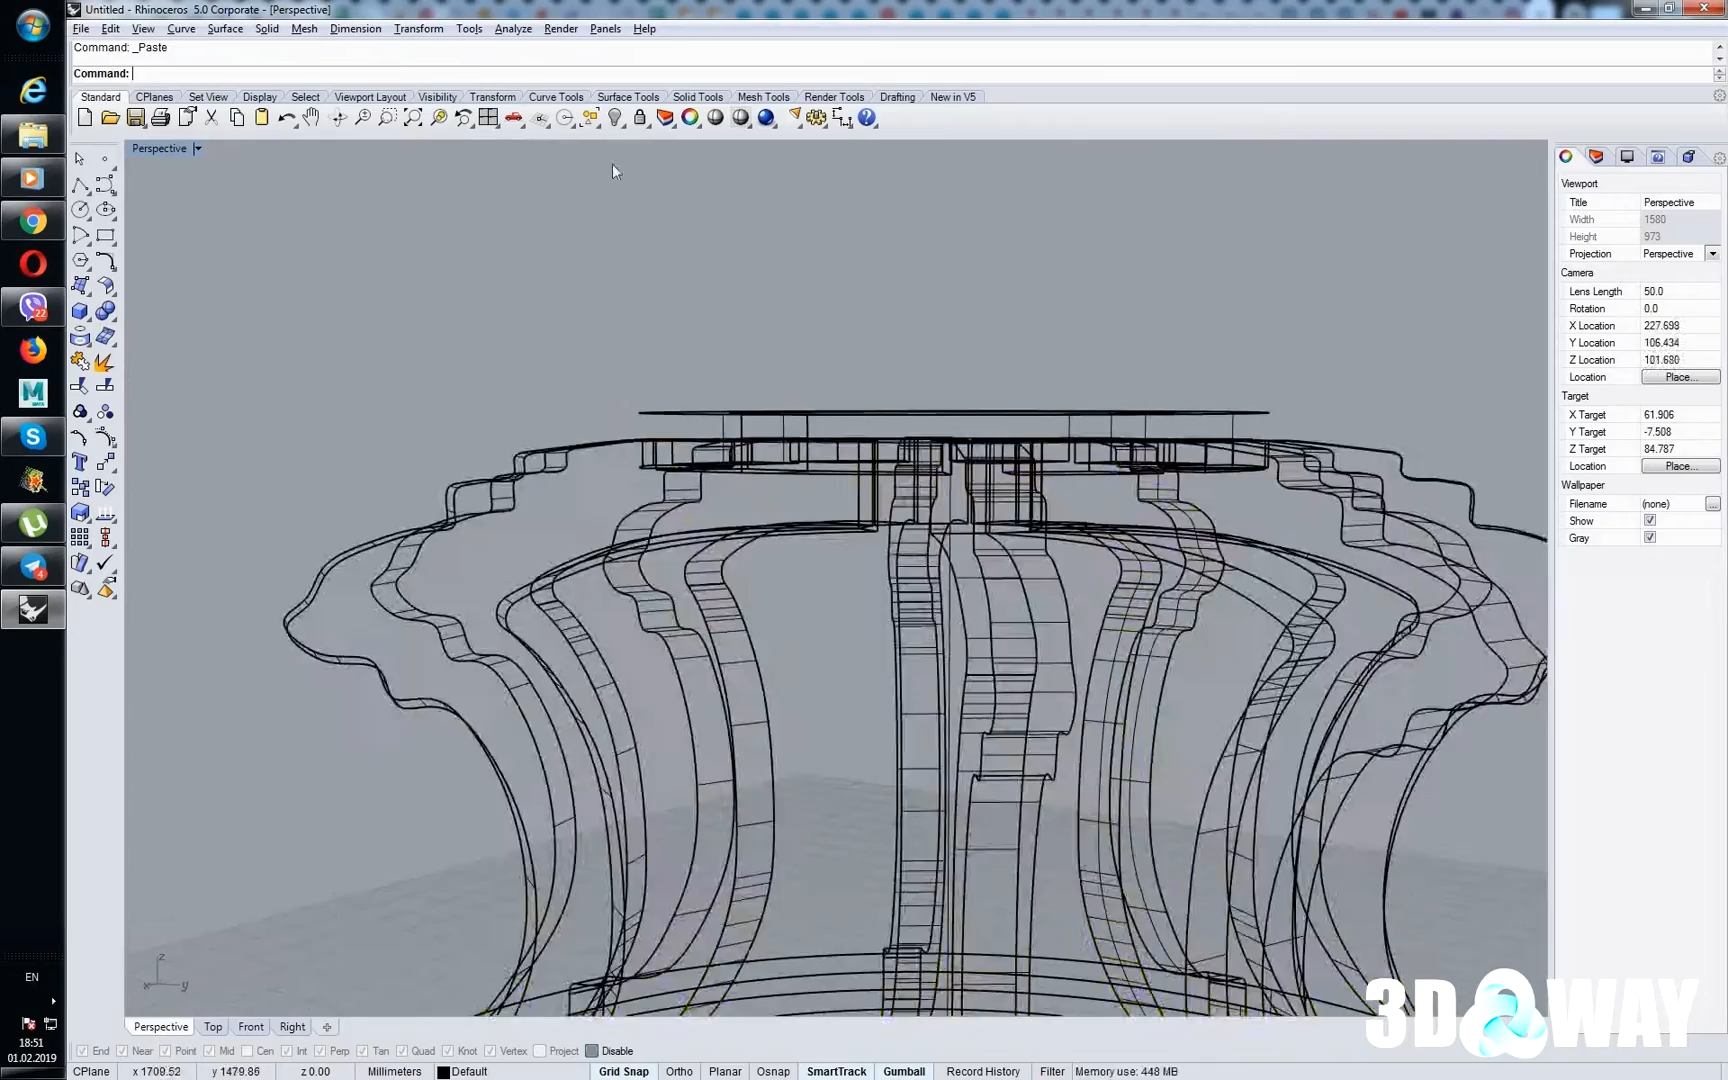 Untitled - Rhinoceros 5.0 Corporate - [Perspective]
File Edit View Curve Surface Solid Mesh Dimension Transform Tools Analyze Render Panels Help
Command: _Paste
Command:
Standard CPlanes Set View Display Select Viewport Layout Visibility Transform Curve Tools Surface Tools Solid Tools Mesh Tools Render Tools Drafting New in V5
Perspective
Viewport
Title Perspective
Width 1580
Height 973
Projection Perspective
Camera
Lens Length 50.0
Rotation 0.0
X Location 227.698
Y Location 106.434
Z Location 101.680
Location Place...
Target
X Target 61.906
Y Target -7.508
Z Target 84.787
Location Place...
Wallpaper
Filename (none) ...
Show
Gray
22
4
z
x y
EN
18:51
01.02.2019
3D WAY
Perspective Top Front Right
End Near Point Mid Cen Int Perp Tan Quad Knot Vertex Project Disable
CPlane x 1709.52 y 1479.86 z 0.00 Millimeters Default Grid Snap Ortho Planar Osnap SmartTrack Gumball Record History Filter Memory use: 448 MB